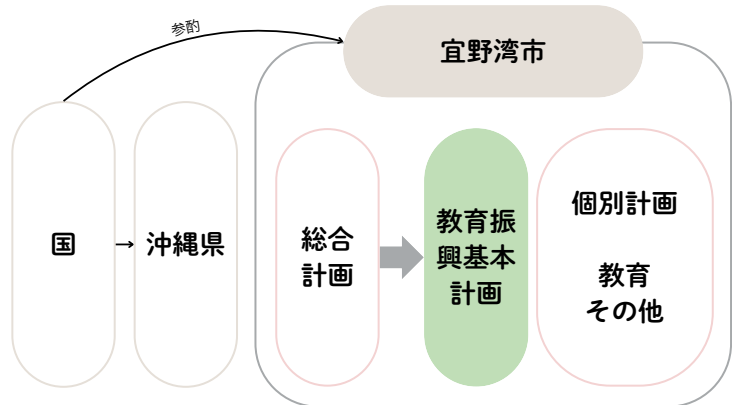 参酌
宜野湾市
国
沖縄県
総合
計画
教育振
興基本
計画
個別計画
教育
その他